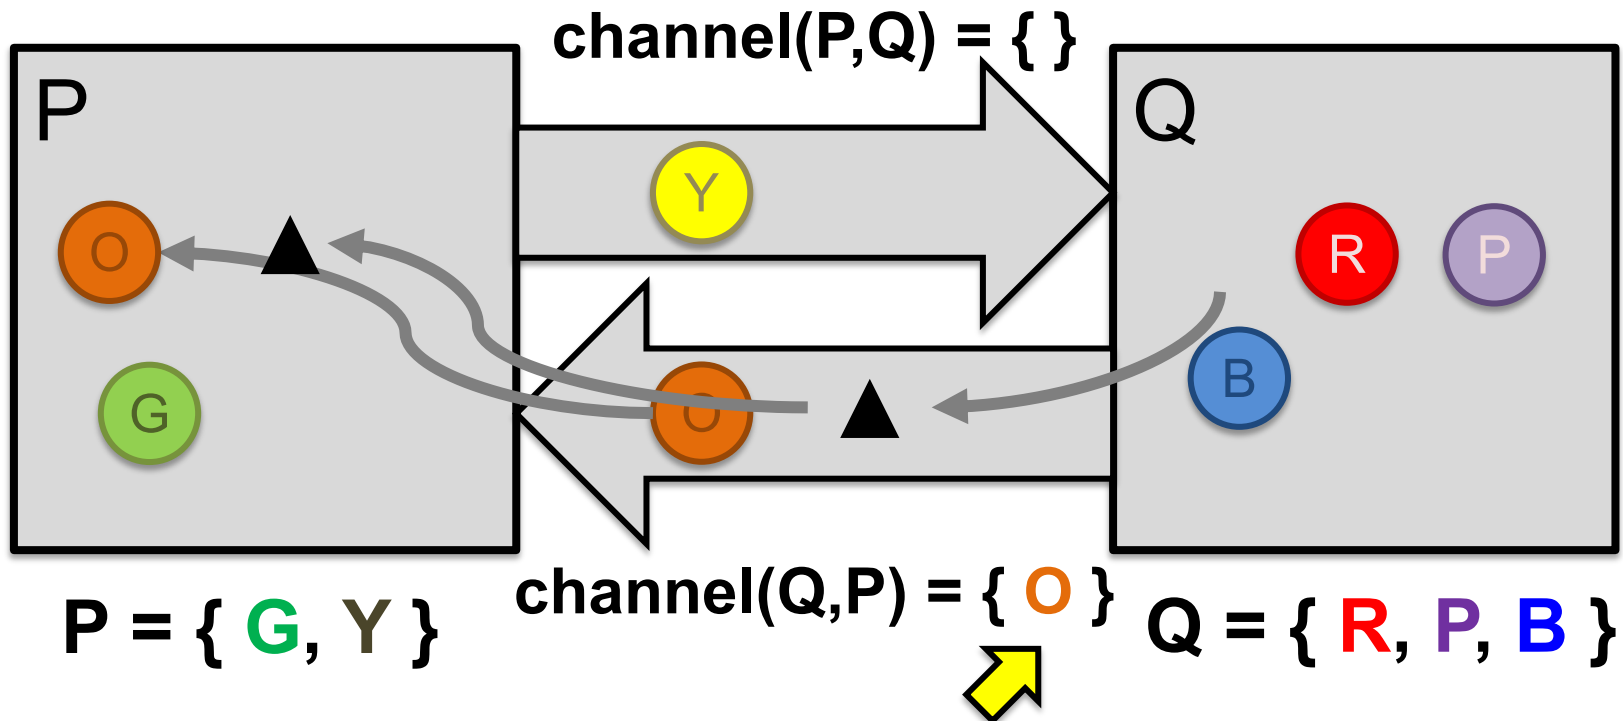 channel(P,Q) = { }
P
Q
Y
O
R
P
G
O
B
channel(Q,P) = { O }
P = { G, Y }
Q = { R, P, B }